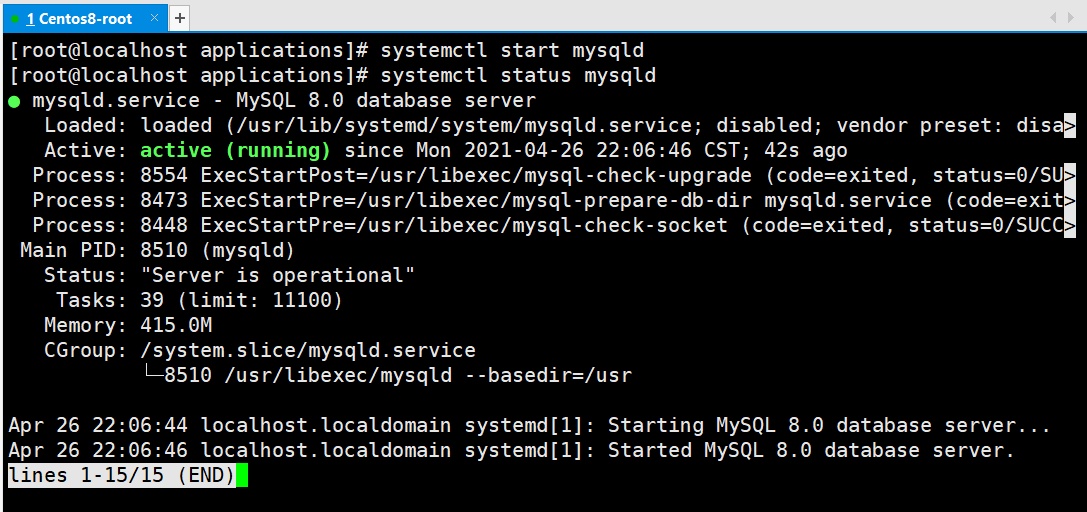 1 Centos8-root × +
[root@localhost applications]# systemctl start mysqld
[root@localhost applications]# systemctl status mysqld
● mysqld.service - MySQL 8.0 database server
   Loaded: loaded (/usr/lib/systemd/system/mysqld.service; disabled; vendor preset: disa>
   Active: active (running) since Mon 2021-04-26 22:06:46 CST; 42s ago
  Process: 8554 ExecStartPost=/usr/libexec/mysql-check-upgrade (code=exited, status=0/SU>
  Process: 8473 ExecStartPre=/usr/libexec/mysql-prepare-db-dir mysqld.service (code=exit>
  Process: 8448 ExecStartPre=/usr/libexec/mysql-check-socket (code=exited, status=0/SUCC>
 Main PID: 8510 (mysqld)
   Status: "Server is operational"
    Tasks: 39 (limit: 11100)
   Memory: 415.0M
   CGroup: /system.slice/mysqld.service
           └─8510 /usr/libexec/mysqld --basedir=/usr
Apr 26 22:06:44 localhost.localdomain systemd[1]: Starting MySQL 8.0 database server...
Apr 26 22:06:46 localhost.localdomain systemd[1]: Started MySQL 8.0 database server.
lines 1-15/15 (END)